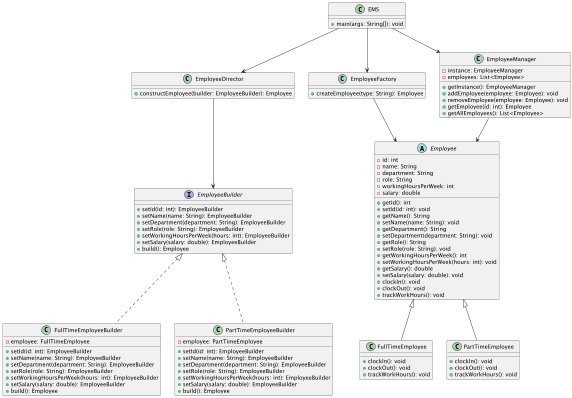 C EMS
main(args: String[]): void
C EmployeeDirector
constructEmployee(builder: EmployeeBuilder): Employee
C EmployeeFactory
createEmployee(type: String): Employee
C EmployeeManager
instance: EmployeeManager
employees: List<Employee>
getInstance(): EmployeeManager
addEmployee(employee: Employee): void
removeEmployee(employee: Employee): void
getEmployee(id: int): Employee
getAllEmployees(): List<Employee>
I EmployeeBuilder
setId(id: int): EmployeeBuilder
setName(name: String): EmployeeBuilder
setDepartment(department: String): EmployeeBuilder
setRole(role: String): EmployeeBuilder
setWorkingHoursPerWeek(hours: int): EmployeeBuilder
setSalary(salary: double): EmployeeBuilder
build(): Employee
A Employee
id: int
name: String
department: String
role: String
workingHoursPerWeek: int
salary: double
getId(): int
setId(id: int): void
getName(): String
setName(name: String): void
getDepartment(): String
setDepartment(department: String): void
getRole(): String
setRole(role: String): void
getWorkingHoursPerWeek(): int
setWorkingHoursPerWeek(hours: int): void
getSalary(): double
setSalary(salary: double): void
clockIn(): void
clockOut(): void
trackWorkHours(): void
C FullTimeEmployeeBuilder
employee: FullTimeEmployee
setId(id: int): EmployeeBuilder
setName(name: String): EmployeeBuilder
setDepartment(department: String): EmployeeBuilder
setRole(role: String): EmployeeBuilder
setWorkingHoursPerWeek(hours: int): EmployeeBuilder
setSalary(salary: double): EmployeeBuilder
build(): Employee
C PartTimeEmployeeBuilder
employee: PartTimeEmployee
setId(id: int): EmployeeBuilder
setName(name: String): EmployeeBuilder
setDepartment(department: String): EmployeeBuilder
setRole(role: String): EmployeeBuilder
setWorkingHoursPerWeek(hours: int): EmployeeBuilder
setSalary(salary: double): EmployeeBuilder
build(): Employee
C FullTimeEmployee
clockIn(): void
clockOut(): void
trackWorkHours(): void
C PartTimeEmployee
clockIn(): void
clockOut(): void
trackWorkHours(): void